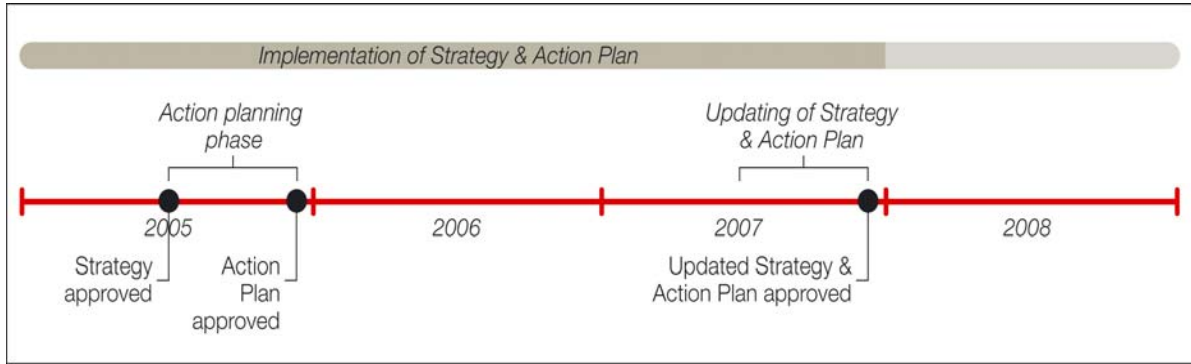 Implementation of Strategy & Action Plan
Action planning
phase
Updating of Strategy
& Action Plan
2005
2006
2007
2008
Strategy
approved
Action
Plan
approved
Updated Strategy &
Action Plan approved